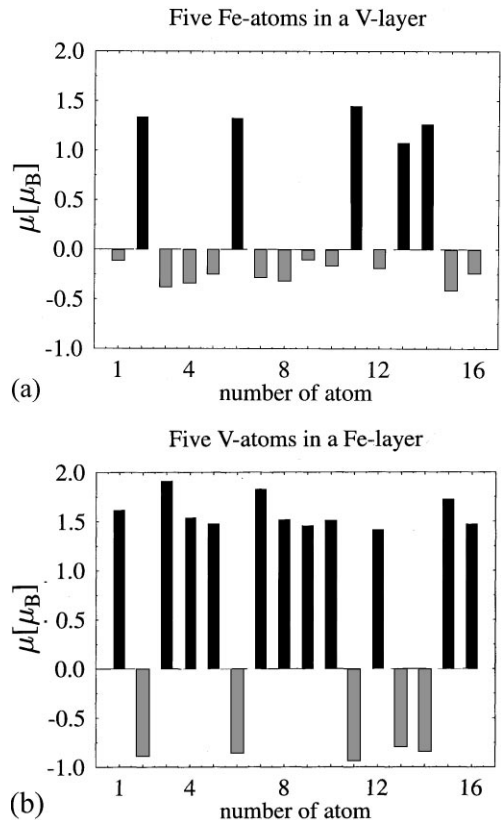 Five Fe-atoms in a V-layer
2.0
1.5
1.0
0.5
0.0
-0.5
-1.0
μ[μB]
1 4 8 12 16
number of atom
(a)
Five V-atoms in a Fe-layer
2.0
1.5
1.0
0.5
0.0
-0.5
-1.0
μ[μB]
1 4 8 12 16
number of atom
(b)